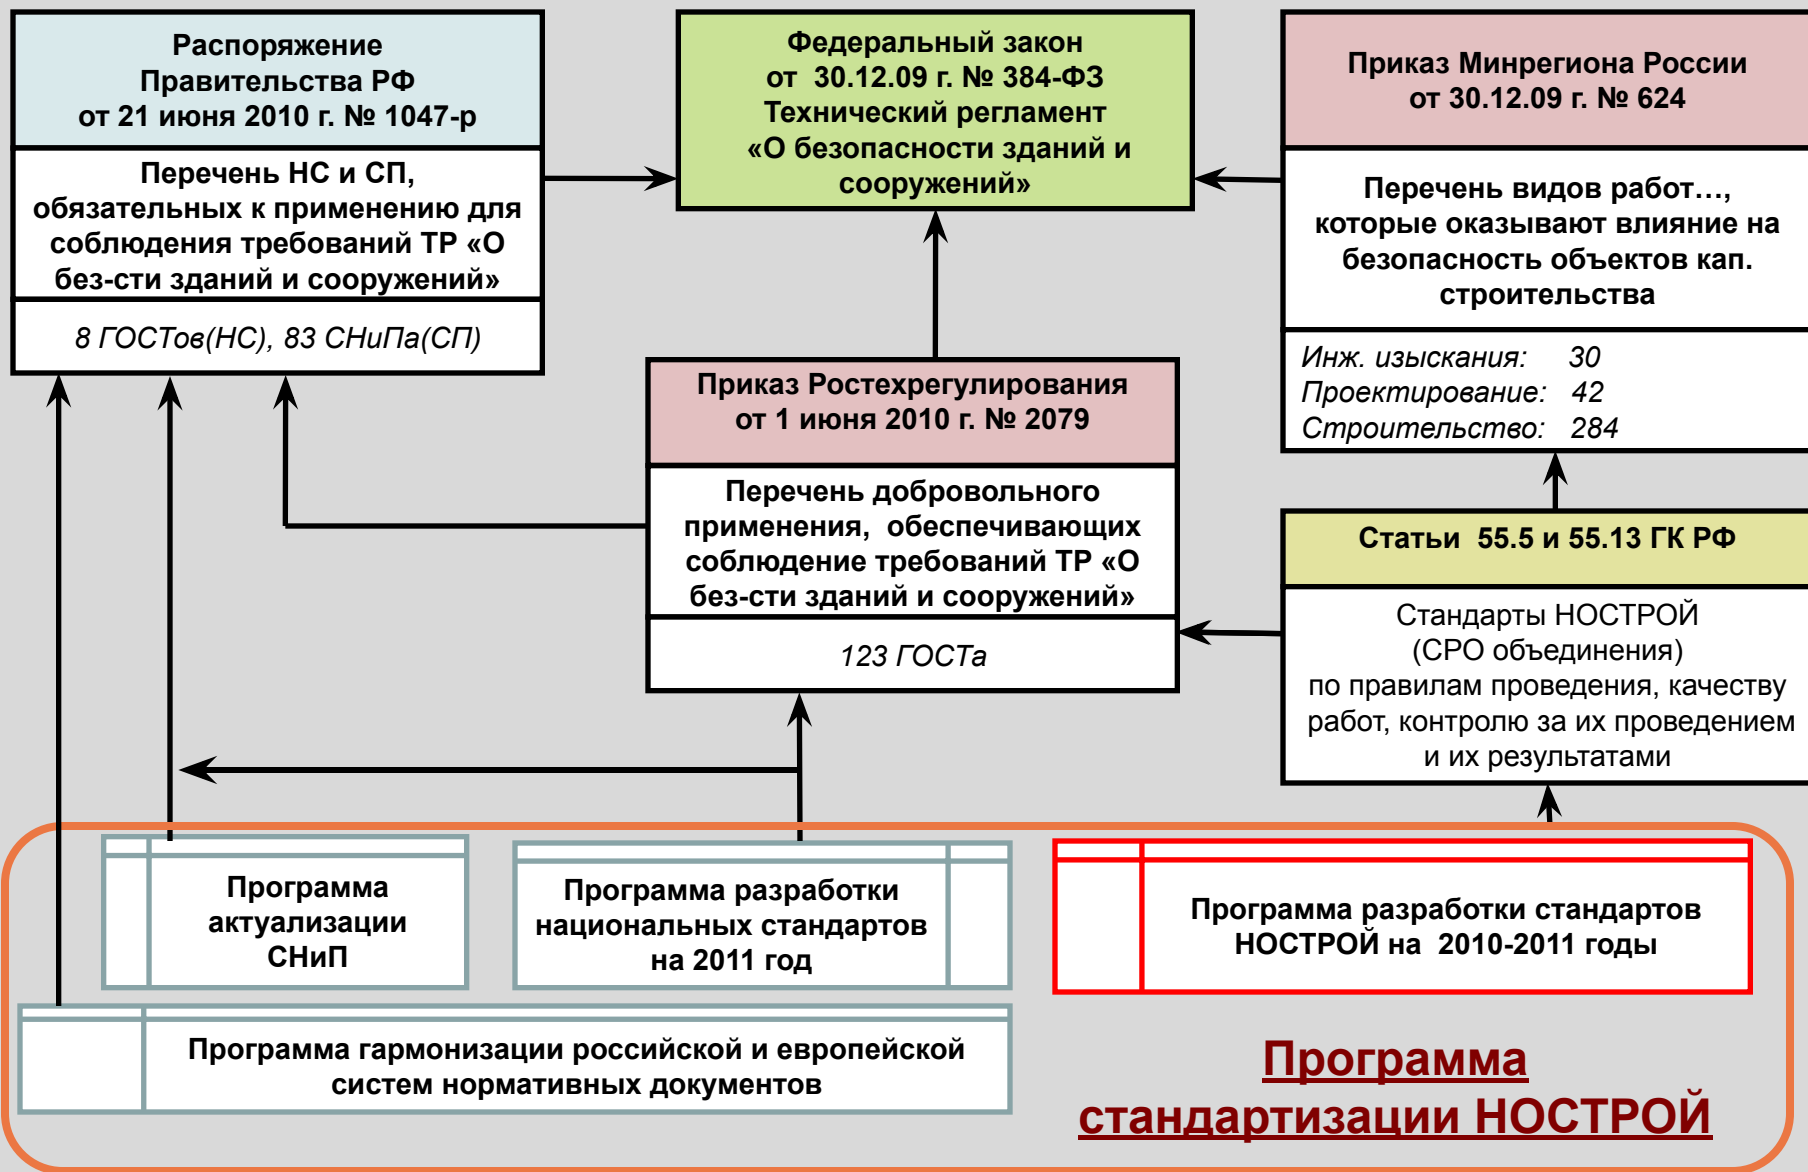 Распоряжение
Правительства РФ
от 21 июня 2010 г. № 1047-р
Перечень НС и СП,
обязательных к применению для
соблюдения требований ТР «О
без-сти зданий и сооружений»
8 ГОСТов(НС), 83 СНиПа(СП)
Федеральный закон
от 30.12.09 г. № 384-ФЗ
Технический регламент
«О безопасности зданий и
сооружений»
Приказ Минрегиона России
от 30.12.09 г. № 624
Перечень видов работ…,
которые оказывают влияние на
безопасность объектов кап.
строительства
Инж. изыскания: 30
Проектирование: 42
Строительство: 284
Приказ Ростехрегулирования
от 1 июня 2010 г. № 2079
Перечень добровольного
применения, обеспечивающих
соблюдение требований ТР «О
без-сти зданий и сооружений»
123 ГОСТа
Статьи 55.5 и 55.13 ГК РФ
Стандарты НОСТРОЙ
(СРО объединения)
по правилам проведения, качеству
работ, контролю за их проведением
и их результатами
Программа
актуализации
СНиП
Программа разработки
национальных стандартов
на 2011 год
Программа разработки стандартов
НОСТРОЙ на 2010-2011 годы
Программа гармонизации российской и европейской
систем нормативных документов
Программа
стандартизации НОСТРОЙ